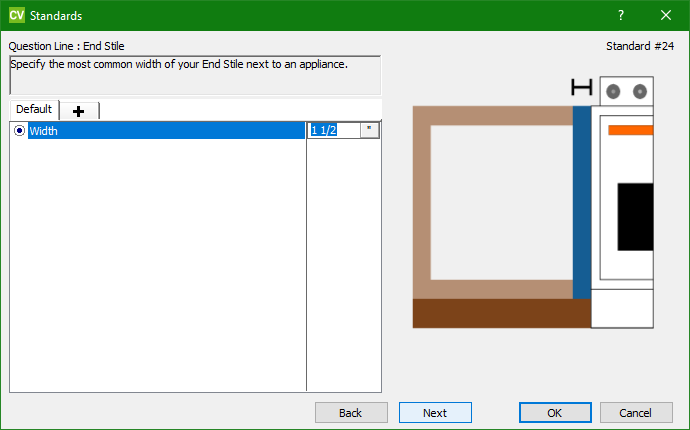 CV Standards ?
Question Line : End Stile
Standard #24
Specify the most common width of your End Stile next to an appliance.
Default
Width 1 1/2 "
Back Next OK Cancel